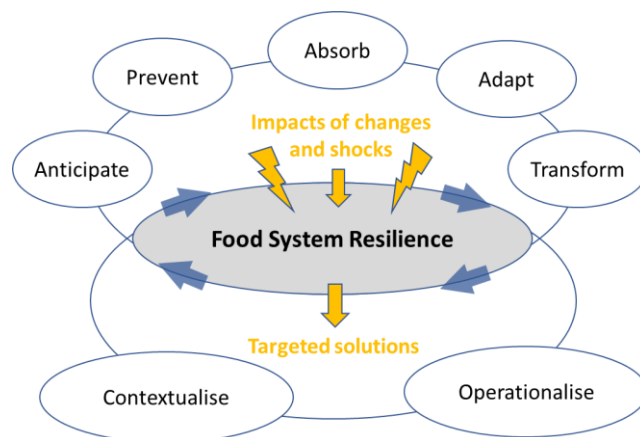 Absorb
Prevent
Adapt
Impacts of changes
and shocks
Anticipate
Transform
Food System Resilience
Targeted solutions
Contextualise
Operationalise